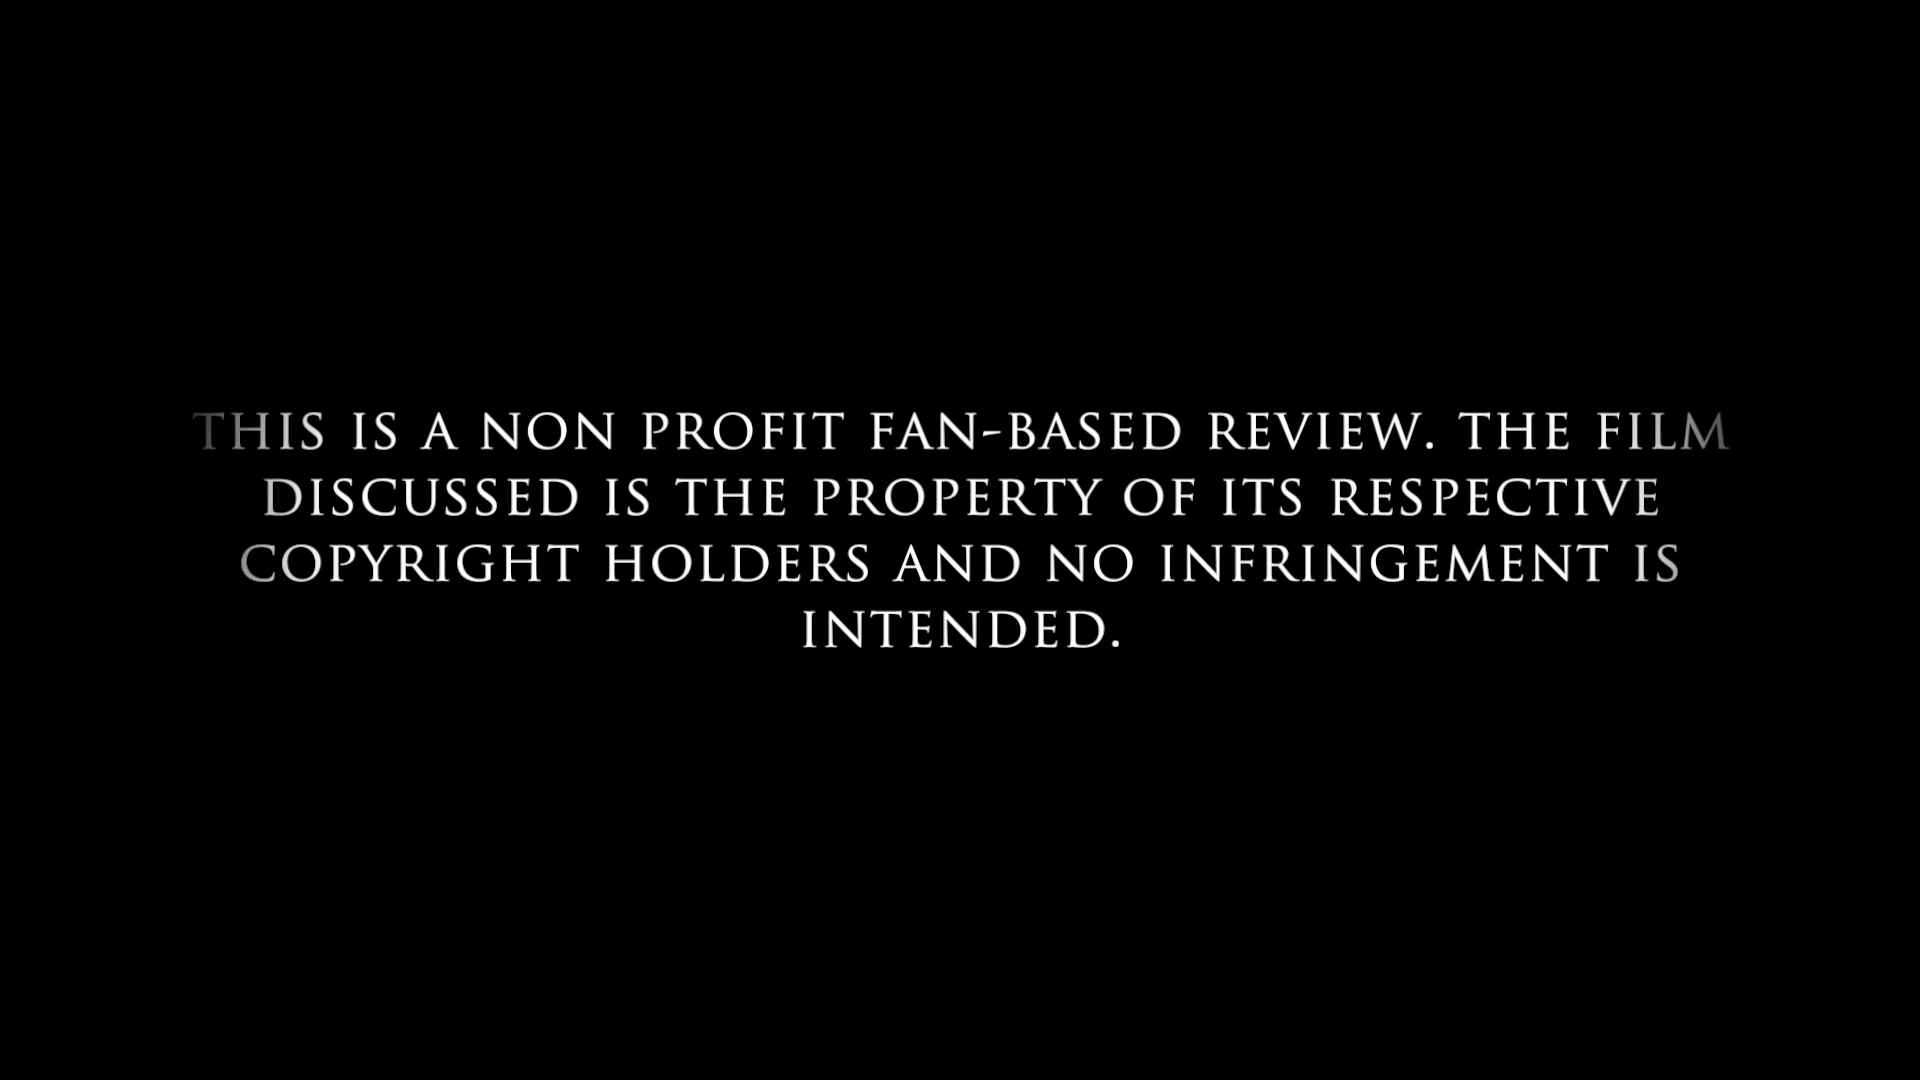 THIS IS A NON PROFIT FAN-BASED REVIEW. THE FILM
DISCUSSED IS THE PROPERTY OF ITS RESPECTIVE
COPYRIGHT HOLDERS AND NO INFRINGEMENT IS
INTENDED.